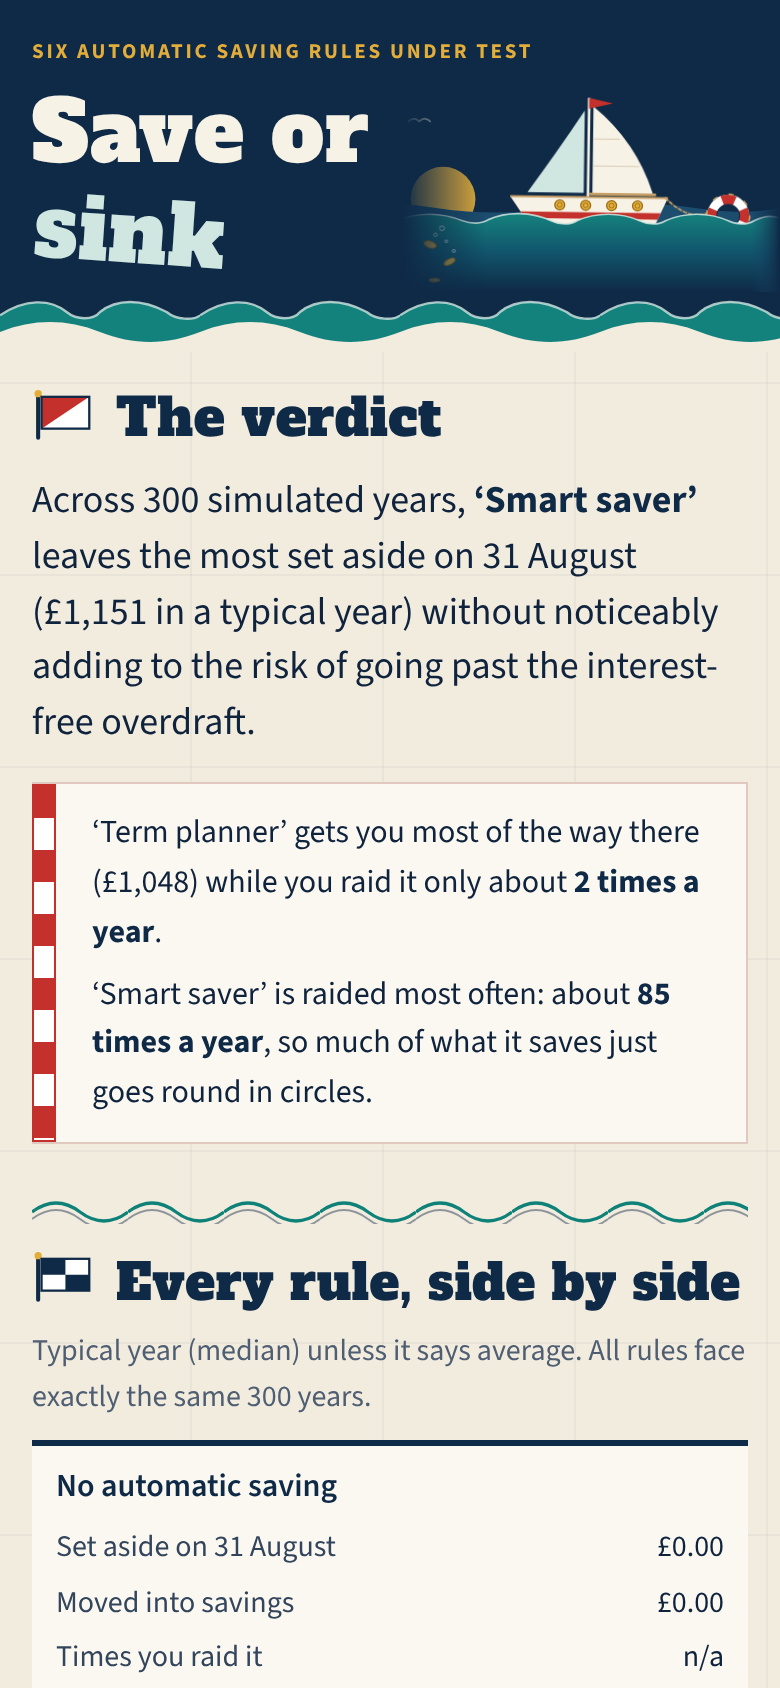 SIX AUTOMATIC SAVING RULES UNDER TEST
Save or
sink
The verdict
Across 300 simulated years, ‘Smart saver’
leaves the most set aside on 31 August
(£1,151 in a typical year) without noticeably
adding to the risk of going past the interest-
free overdraft.
‘Term planner’ gets you most of the way there
(£1,048) while you raid it only about 2 times a
year.
‘Smart saver’ is raided most often: about 85
times a year, so much of what it saves just
goes round in circles.
Every rule, side by side
Typical year (median) unless it says average. All rules face
exactly the same 300 years.
No automatic saving
Set aside on 31 August £0.00
Moved into savings £0.00
Times you raid it n/a